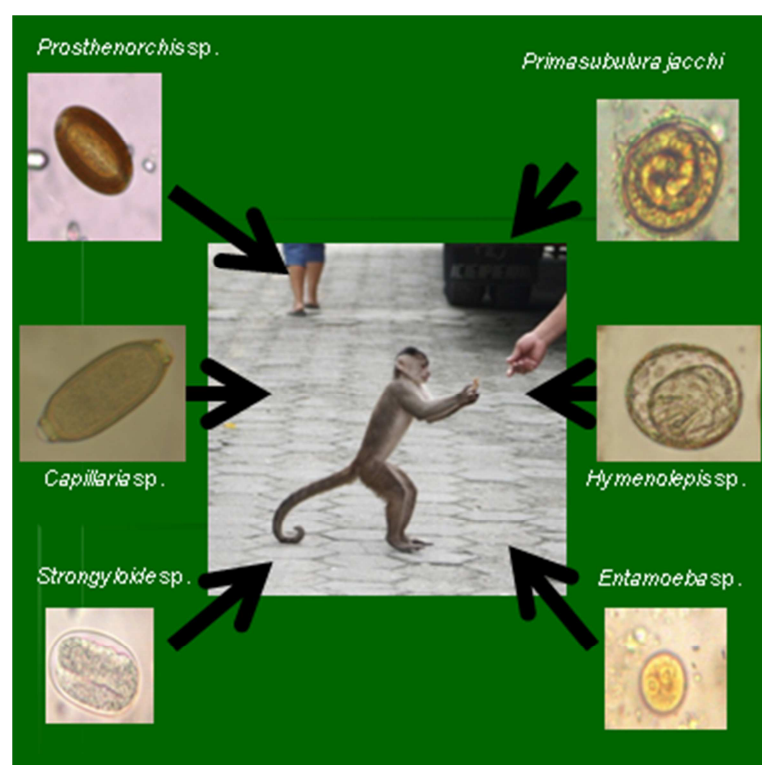 Prosthenorchis sp.
Primasubulura jacchi
Capillaria sp.
Hymenolepis sp.
Strongyloide sp.
Entamoeba sp.